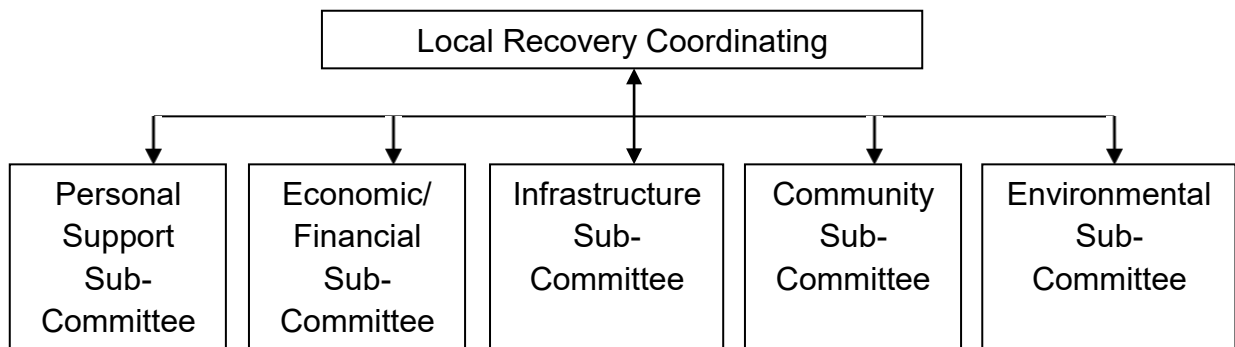 Local Recovery Coordinating
Personal
Support
Sub-
Committee
Economic/
Financial
Sub-
Committee
Infrastructure
Sub-
Committee
Community
Sub-
Committee
Environmental
Sub-
Committee